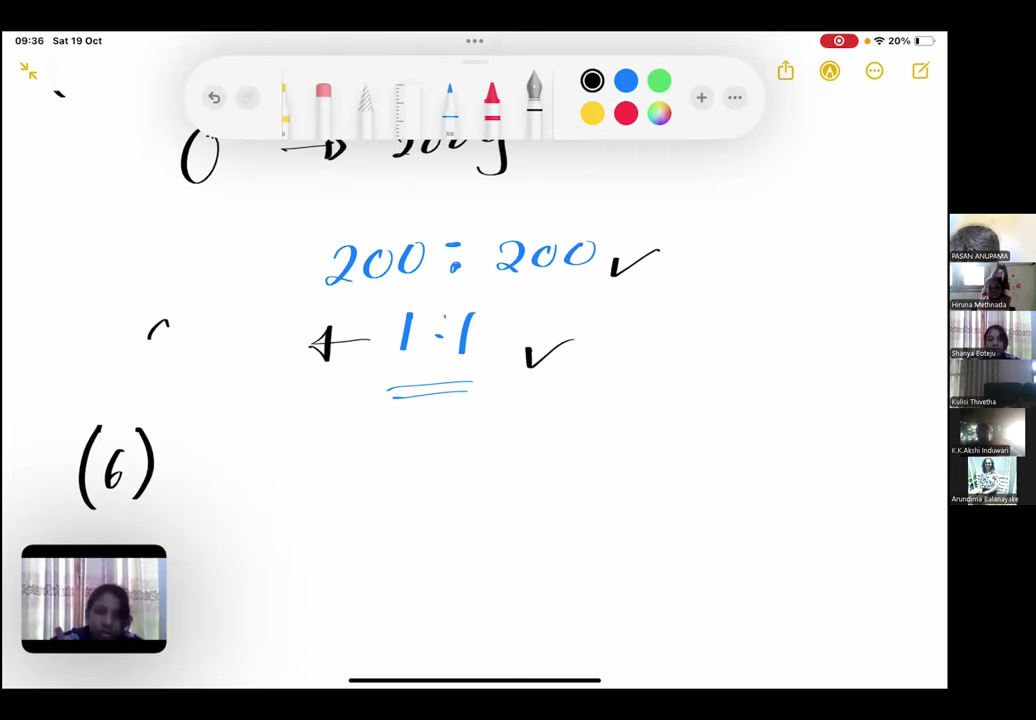 09:36 Sat 19 Oct
20%
50
200 : 200 ✓
← 1 : 1 ✓
(6)
PASAN ANUPAMA
Hiruna Methnada
Shanya Boteju
Kulisi Thivetha
K.K.Akshi Induwari
Arundima Balanayake